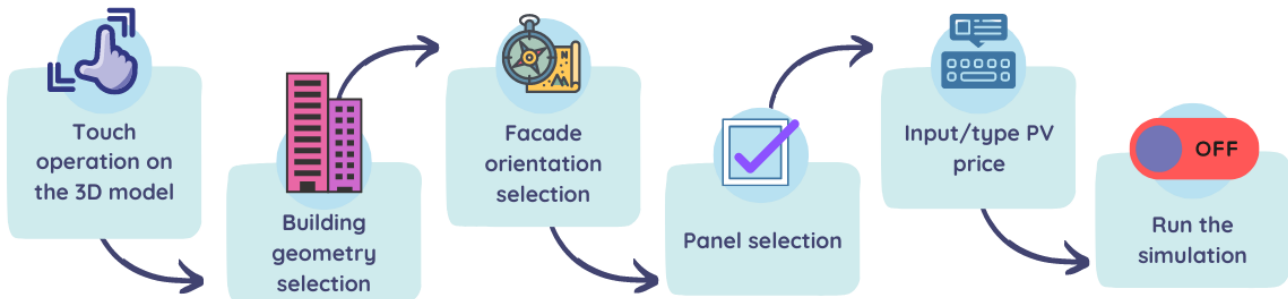 Touch
operation on
the 3D model
Building
geometry
selection
N
Facade
orientation
selection
Panel selection
Input/type PV
price
OFF
Run the
simulation